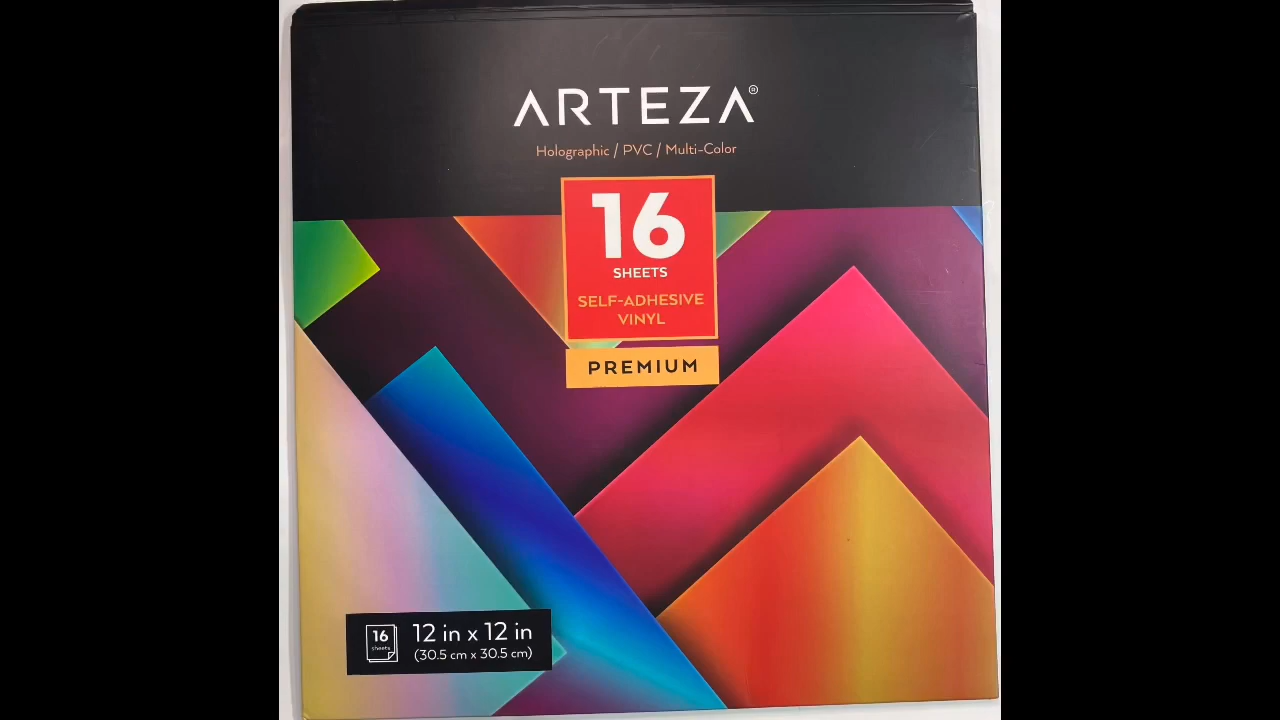 ARTEZA®
Holographic / PVC / Multi-Color
16
SHEETS
SELF-ADHESIVE
VINYL
PREMIUM
16
sheets
12 in x 12 in
(30.5 cm x 30.5 cm)